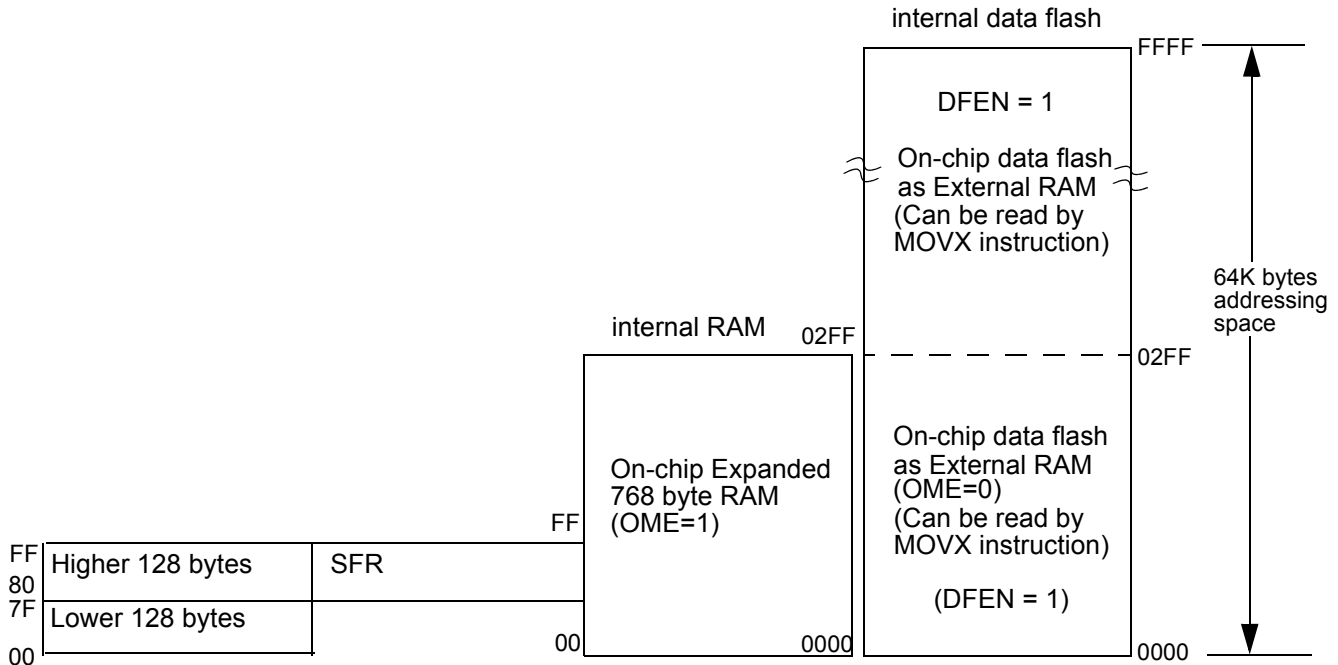 internal data flash
FFFF
DFEN = 1
On-chip data flash
as External RAM
(Can be read by
MOVX instruction)
64K bytes
addressing
space
internal RAM
02FF
02FF
On-chip Expanded
768 byte RAM
(OME=1)
On-chip data flash
as External RAM
(OME=0)
(Can be read by
MOVX instruction)
(DFEN = 1)
FF
FF
Higher 128 bytes
SFR
80
7F
Lower 128 bytes
00
00
0000
0000